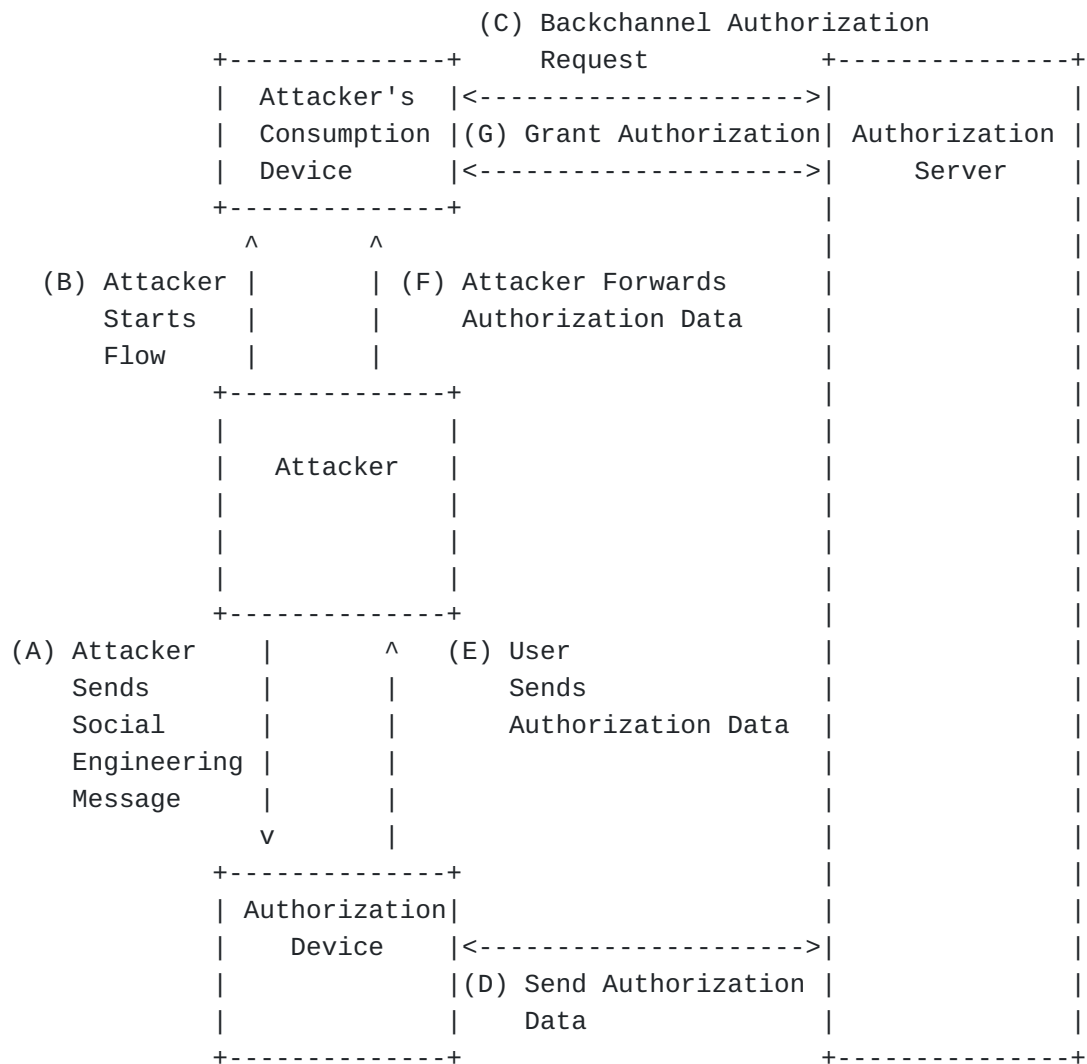 (C) Backchannel Authorization
             +--------------+     Request           +---------------+
             |  Attacker's  |<--------------------->|               |
             |  Consumption |(G) Grant Authorization| Authorization |
             |  Device      |<--------------------->|     Server    |
             +--------------+                       |               |
               ^       ^                            |               |
  (B) Attacker |       | (F) Attacker Forwards      |               |
      Starts   |       |     Authorization Data     |               |
      Flow     |       |                            |               |
             +--------------+                       |               |
             |              |                       |               |
             |   Attacker   |                       |               |
             |              |                       |               |
             |              |                       |               |
             |              |                       |               |
             +--------------+                       |               |
(A) Attacker    |       ^   (E) User                |               |
    Sends       |       |       Sends               |               |
    Social      |       |       Authorization Data  |               |
    Engineering |       |                           |               |
    Message     |       |                           |               |
                v       |                           |               |
             +--------------+                       |               |
             | Authorization|                       |               |
             |    Device    |<--------------------->|               |
             |              |(D) Send Authorization |               |
             |              |    Data               |               |
             +--------------+                       +---------------+